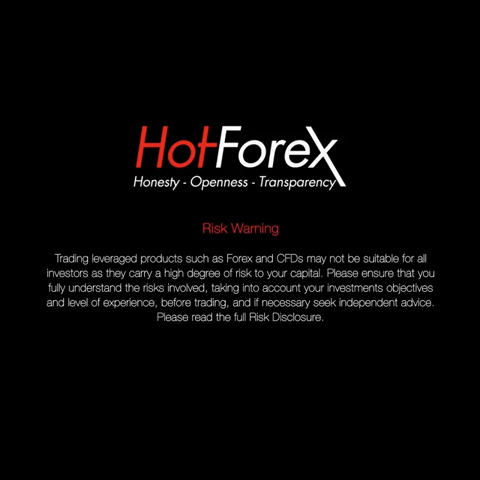 HotForex
Honesty - Openness - Transparency
Risk Warning
Trading leveraged products such as Forex and CFDs may not be suitable for all
investors as they carry a high degree of risk to your capital. Please ensure that you
fully understand the risks involved, taking into account your investments objectives
and level of experience, before trading, and if necessary seek independent advice.
Please read the full Risk Disclosure.